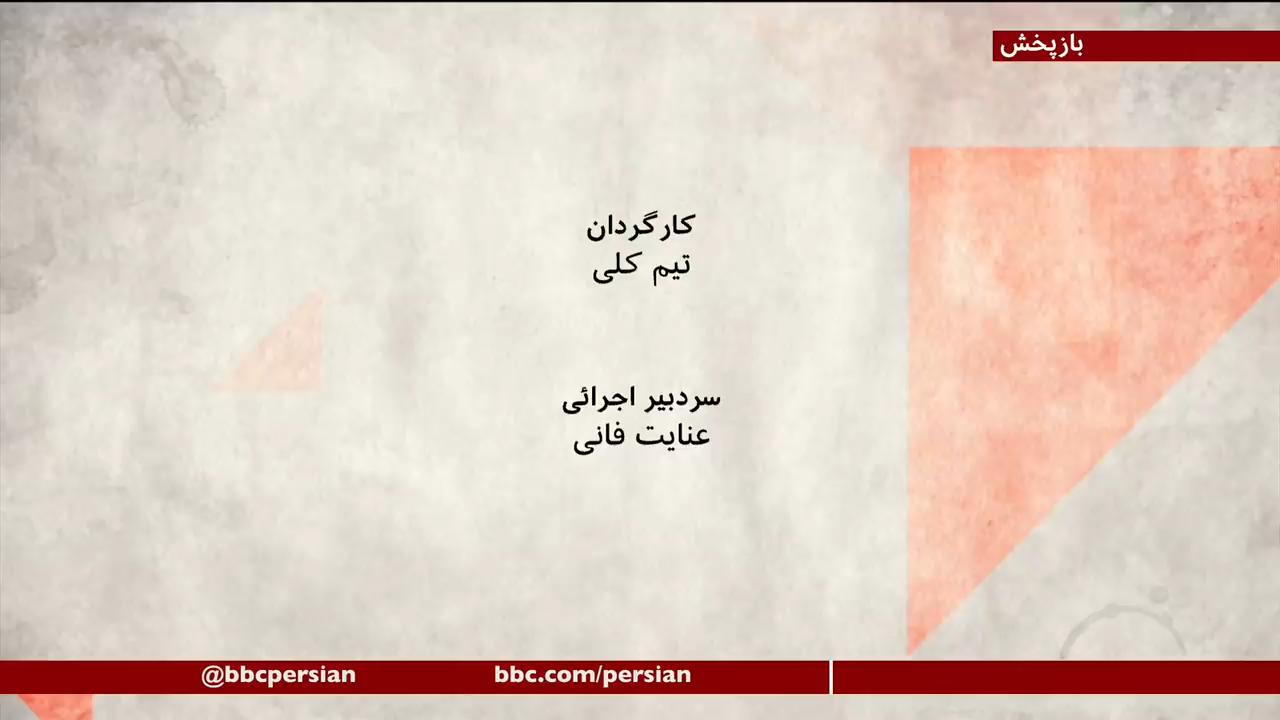 بازپخش
کارگردان
تیم کلی
سردبیر اجرائی
عنایت فانی
@bbcpersian
bbc.com/persian